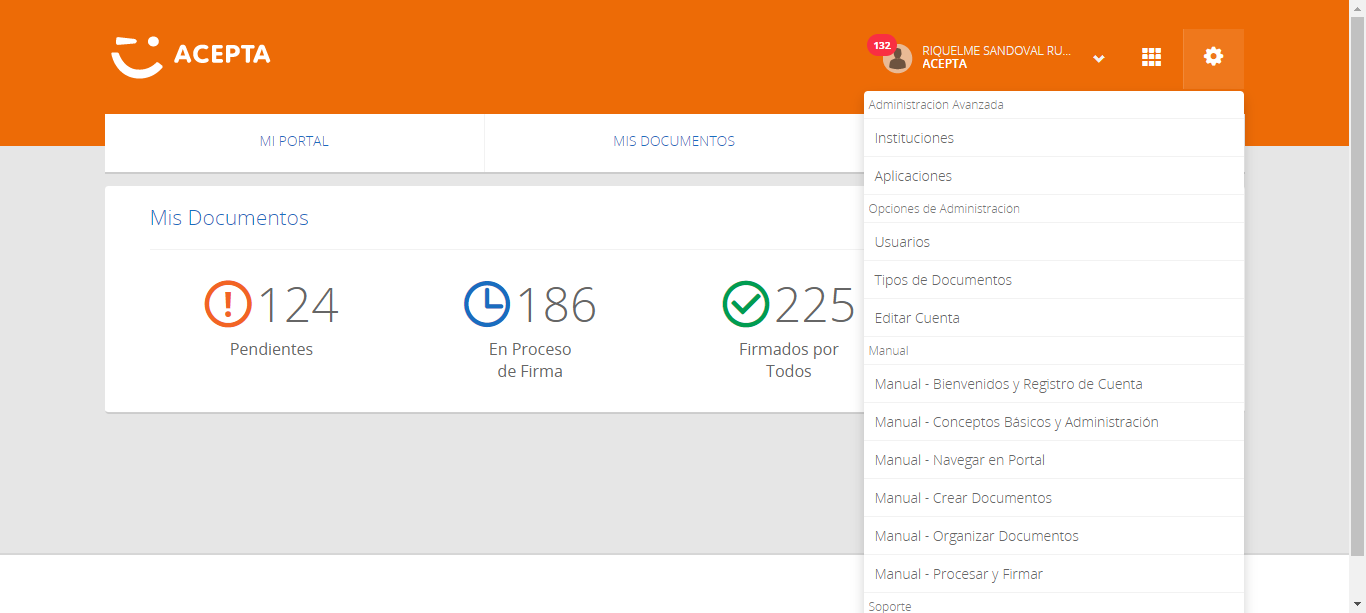 ACEPTA
132
RIQUELME SANDOVAL RU...
ACEPTA
MI PORTAL
MIS DOCUMENTOS
Mis Documentos
124
Pendientes
186
En Proceso
de Firma
225
Firmados por
Todos
Administración Avanzada
Instituciones
Aplicaciones
Opciones de Administración
Usuarios
Tipos de Documentos
Editar Cuenta
Manual
Manual - Bienvenidos y Registro de Cuenta
Manual - Conceptos Básicos y Administración
Manual - Navegar en Portal
Manual - Crear Documentos
Manual - Organizar Documentos
Manual - Procesar y Firmar
Soporte